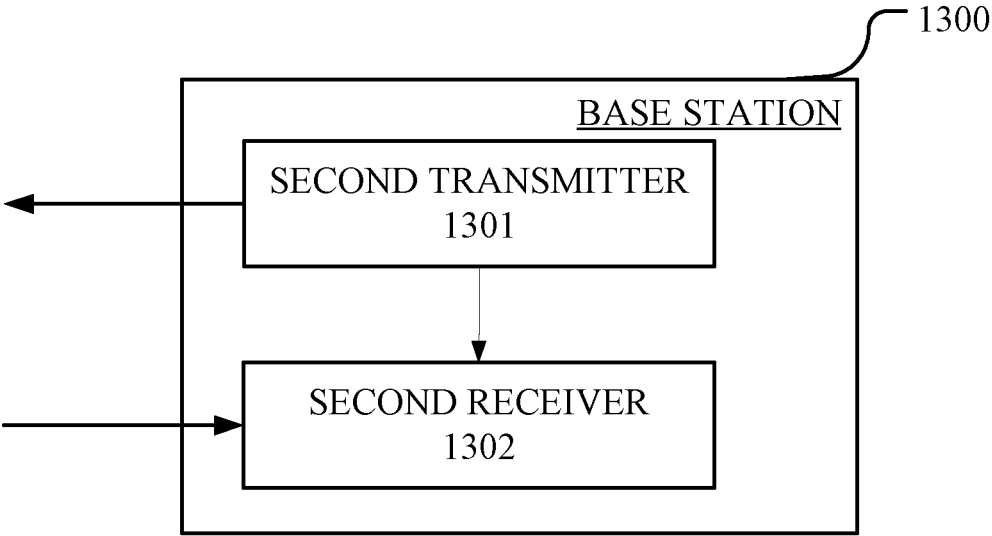 1300
BASE STATION
SECOND TRANSMITTER
1301
SECOND RECEIVER
1302